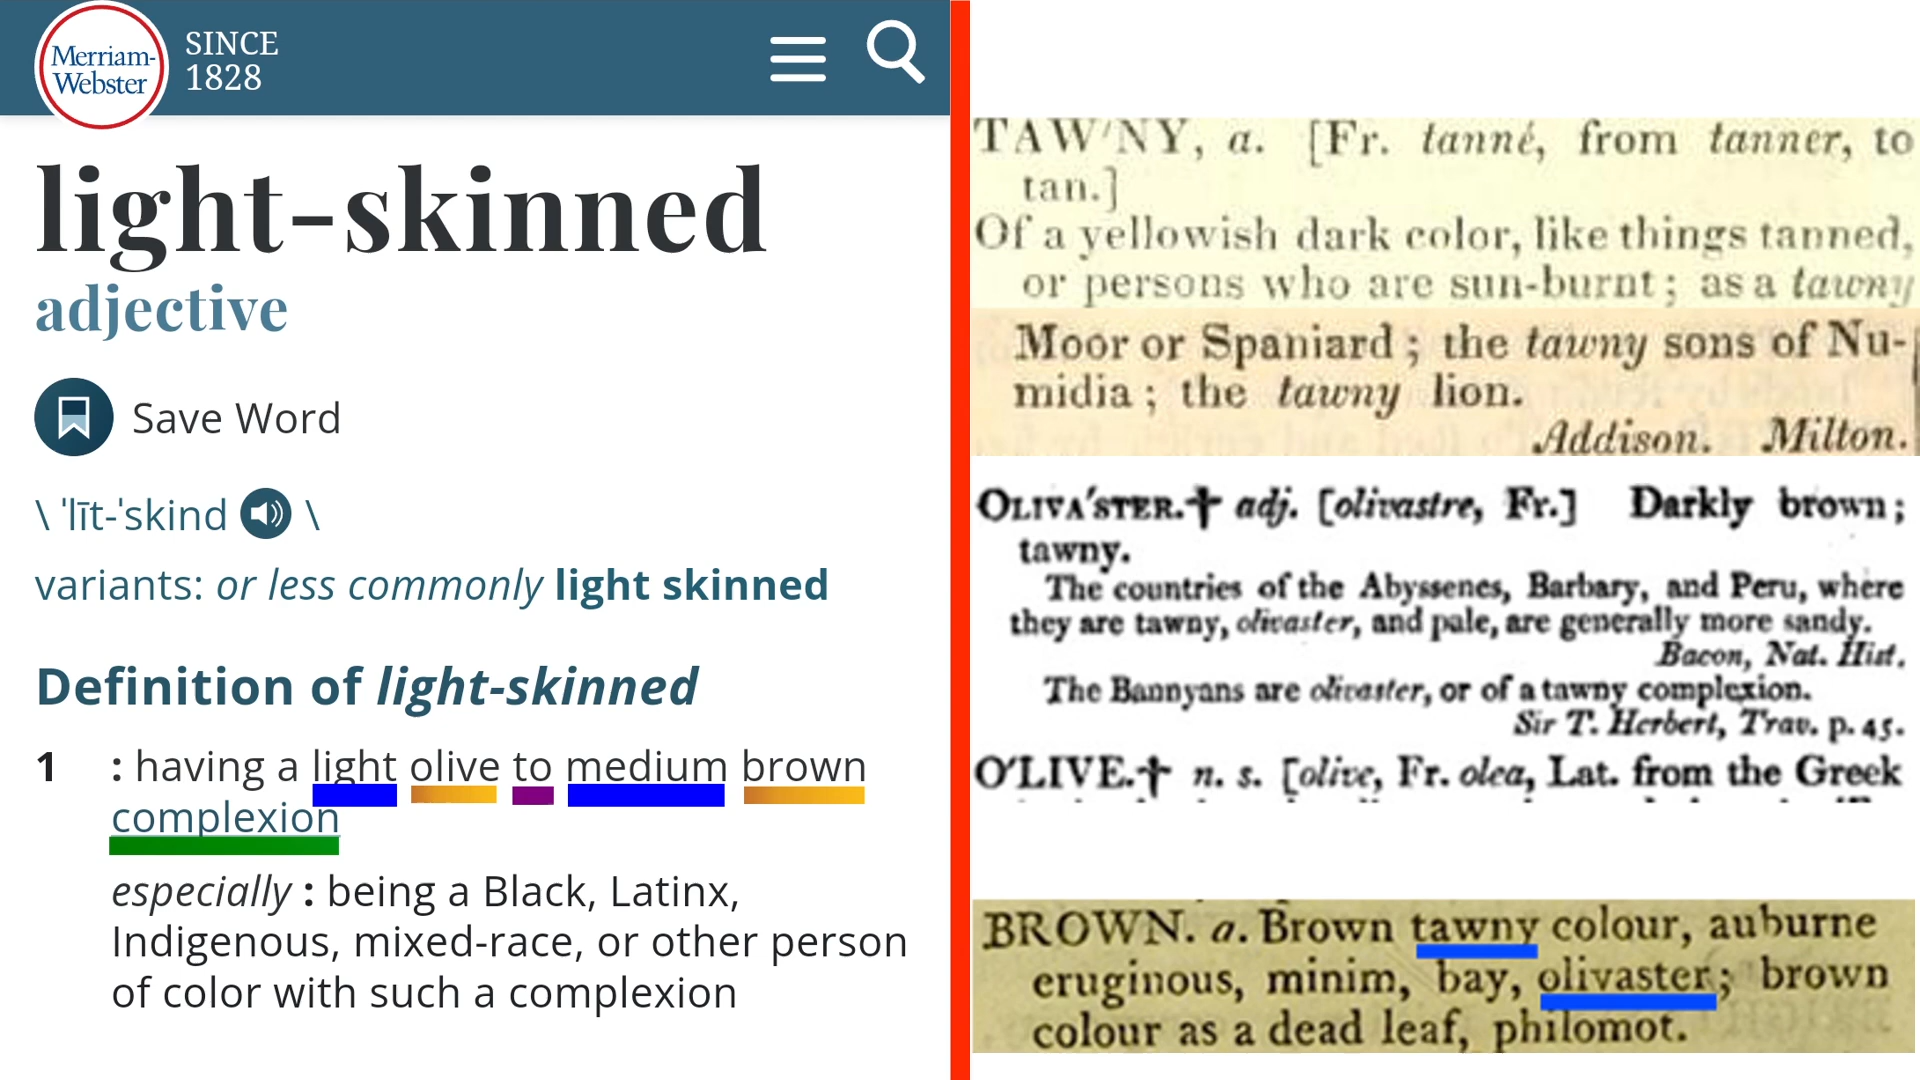 Merriam-
Webster
SINCE
1828
light-skinned
adjective
Save Word
\ ˈlīt-ˈskind \
variants: or less commonly light skinned
Definition of light-skinned
1 : having a light olive to medium brown
complexion
especially : being a Black, Latinx,
Indigenous, mixed-race, or other person
of color with such a complexion
TAW'NY, a. [Fr. tanné, from tanner, to
tan.]
Of a yellowish dark color, like things tanned,
or persons who are sun-burnt; as a tawny
Moor or Spaniard; the tawny sons of Nu-
midia; the tawny lion.
Addison. Milton.
OLIVA'STER.† adj. [olivastre, Fr.] Darkly brown;
tawny.
The countries of the Abyssenes, Barbary, and Peru, where
they are tawny, olivaster, and pale, are generally more sandy.
Bacon, Nat. Hist.
The Bannyans are olivaster, or of a tawny complexion.
Sir T. Herbert, Trav. p. 45.
O'LIVE.† n. s. [olive, Fr. olea, Lat. from the Greek
BROWN. a. Brown tawny colour, auburne
eruginous, minim, bay, olivaster; brown
colour as a dead leaf, philomot.